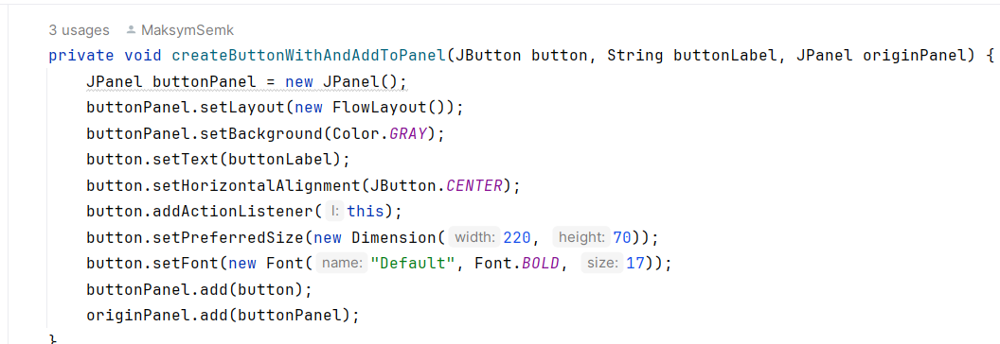 3 usages MaksymSemk
private void createButtonWithAndAddToPanel(JButton button, String buttonLabel, JPanel originPanel) {
JPanel buttonPanel = new JPanel();
buttonPanel.setLayout(new FlowLayout());
buttonPanel.setBackground(Color.GRAY);
button.setText(buttonLabel);
button.setHorizontalAlignment(JButton.CENTER);
button.addActionListener( l: this);
button.setPreferredSize(new Dimension( width: 220, height: 70));
button.setFont(new Font( name: "Default", Font.BOLD, size: 17));
buttonPanel.add(button);
originPanel.add(buttonPanel);
}